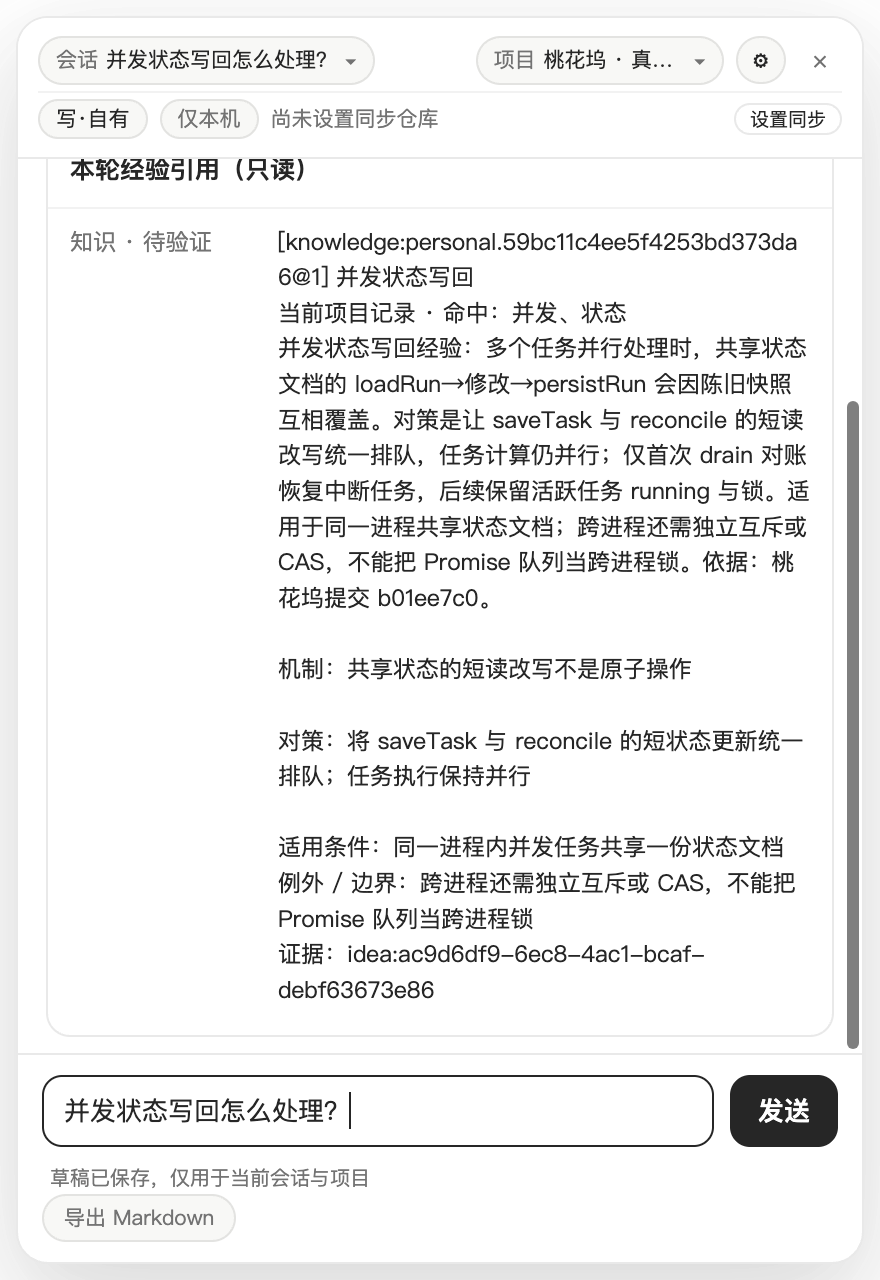 会话 并发状态写回怎么处理?
项目 桃花坞 · 真…
写·自有
仅本机
尚未设置同步仓库
设置同步
本轮经验引用（只读）
知识 · 待验证
[knowledge:personal.59bc11c4ee5f4253bd373da
6@1] 并发状态写回
当前项目记录 · 命中：并发、状态
并发状态写回经验：多个任务并行处理时，共享状态
文档的 loadRun→修改→persistRun 会因陈旧快照
互相覆盖。对策是让 saveTask 与 reconcile 的短读
改写统一排队，任务计算仍并行；仅首次 drain 对账
恢复中断任务，后续保留活跃任务 running 与锁。适
用于同一进程共享状态文档；跨进程还需独立互斥或
CAS，不能把 Promise 队列当跨进程锁。依据：桃
花坞提交 b01ee7c0。
机制：共享状态的短读改写不是原子操作
对策：将 saveTask 与 reconcile 的短状态更新统一
排队；任务执行保持并行
适用条件：同一进程内并发任务共享一份状态文档
例外 / 边界：跨进程还需独立互斥或 CAS，不能把
Promise 队列当跨进程锁
证据：idea:ac9d6df9-6ec8-4ac1-bcaf-
debf63673e86
并发状态写回怎么处理?
发送
草稿已保存，仅用于当前会话与项目
导出 Markdown